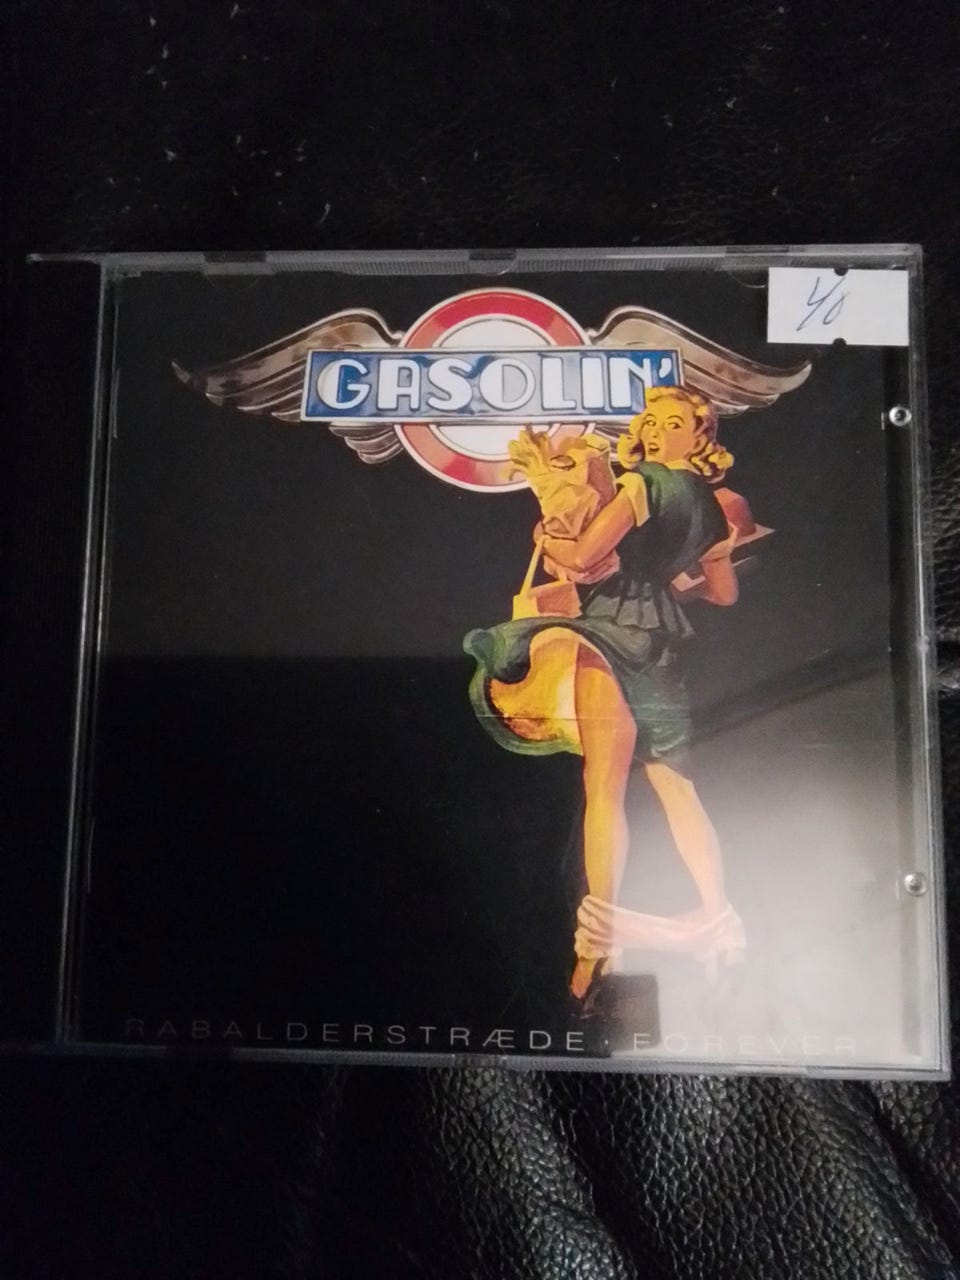 40
GASOLIN'
RABALDERSTRÆDE · FOREVER